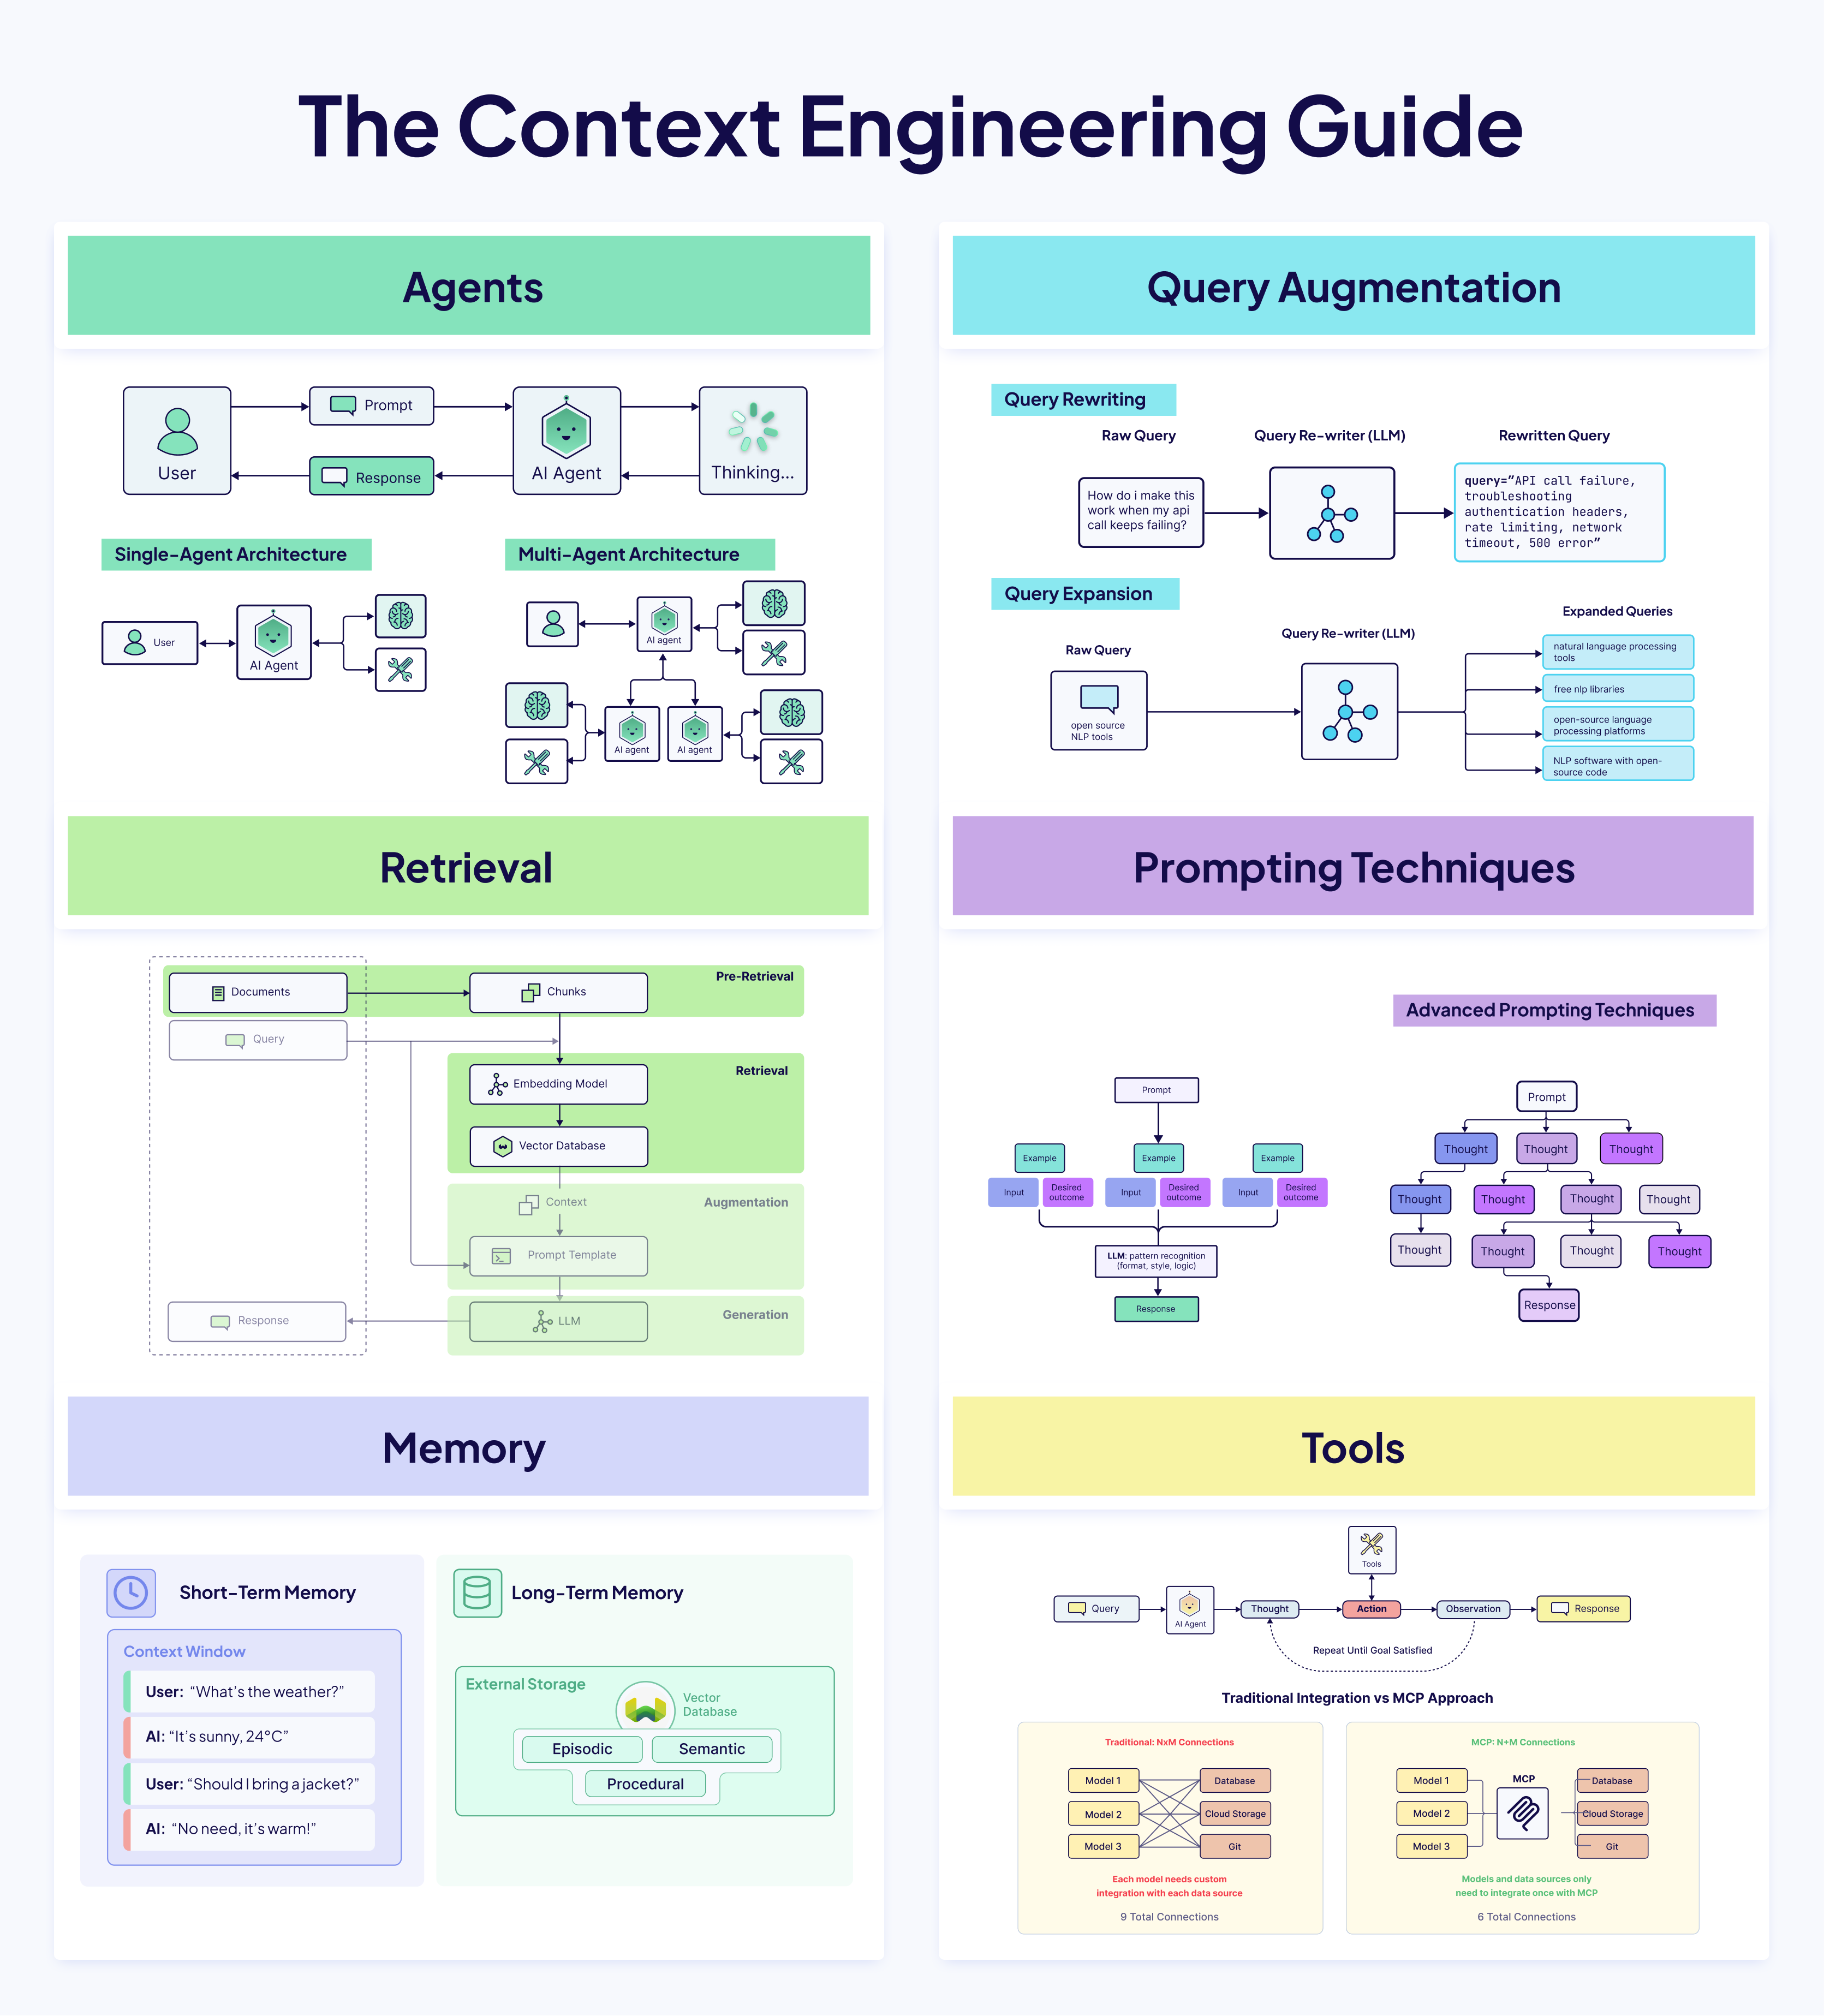 The Context Engineering Guide
Agents
User
Prompt
Response
AI Agent
Thinking...
Single-Agent Architecture
User
AI Agent
Multi-Agent Architecture
AI agent
AI agent
AI agent
Query Augmentation
Query Rewriting
Raw Query
Query Re-writer (LLM)
Rewritten Query
How do i make this
work when my api
call keeps failing?
query=”API call failure,
troubleshooting
authentication headers,
rate limiting, network
timeout, 500 error”
Query Expansion
Raw Query
Query Re-writer (LLM)
Expanded Queries
open source
NLP tools
natural language processing
tools
free nlp libraries
open-source language
processing platforms
NLP software with open-
source code
Retrieval
Documents
Chunks
Pre-Retrieval
Query
Retrieval
Embedding Model
Vector Database
Context
Augmentation
Prompt Template
Generation
Response
LLM
Prompting Techniques
Prompt
Example
Example
Example
Input
Desired
outcome
Input
Desired
outcome
Input
Desired
outcome
LLM: pattern recognition
(format, style, logic)
Response
Advanced Prompting Techniques
Prompt
Thought
Thought
Thought
Thought
Thought
Thought
Thought
Thought
Thought
Thought
Thought
Response
Memory
Short-Term Memory
Context Window
User: “What’s the weather?”
AI: “It’s sunny, 24°C”
User: “Should I bring a jacket?”
AI: “No need, it’s warm!”
Long-Term Memory
External Storage
Vector
Database
Episodic
Semantic
Procedural
Tools
Tools
Query
AI Agent
Thought
Action
Observation
Response
Repeat Until Goal Satisfied
Traditional Integration vs MCP Approach
Traditional: NxM Connections
Model 1
Database
Model 2
Cloud Storage
Model 3
Git
Each model needs custom
integration with each data source
9 Total Connections
MCP: N+M Connections
Model 1
MCP
Database
Model 2
Cloud Storage
Model 3
Git
Models and data sources only
need to integrate once with MCP
6 Total Connections